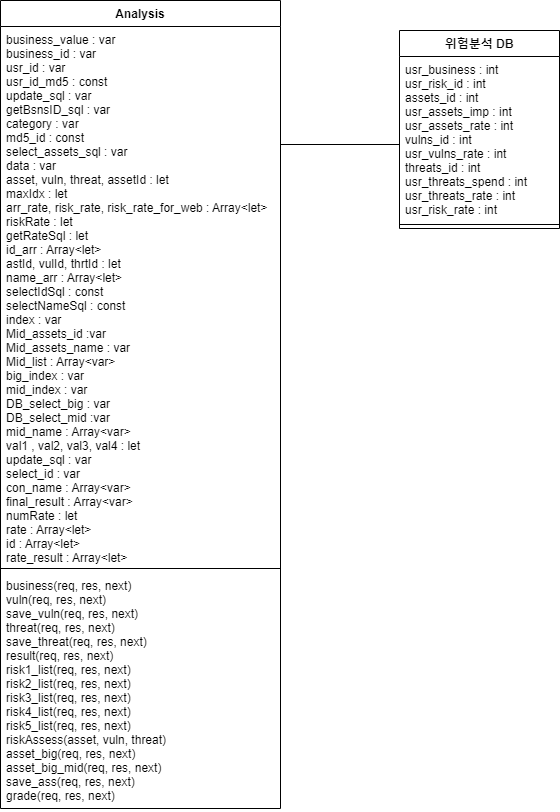 Analysis
business_value : var
business_id : var
usr_id : var
usr_id_md5 : const
update_sql : var
getBsnsID_sql : var
category : var
md5_id : const
select_assets_sql : var
data : var
asset, vuln, threat, assetId : let
maxIdx : let
arr_rate, risk_rate, risk_rate_for_web : Array<let>
riskRate : let
getRateSql : let
id_arr : Array<let>
astId, vulId, thrtId : let
name_arr : Array<let>
selectIdSql : const
selectNameSql : const
index : var
Mid_assets_id :var
Mid_assets_name : var
Mid_list : Array<var>
big_index : var
mid_index : var
DB_select_big : var
DB_select_mid :var
mid_name : Array<var>
val1 , val2, val3, val4 : let
update_sql : var
select_id : var
con_name : Array<var>
final_result : Array<var>
numRate : let
rate : Array<let>
id : Array<let>
rate_result : Array<let>
business(req, res, next)
vuln(req, res, next)
save_vuln(req, res, next)
threat(req, res, next)
save_threat(req, res, next)
result(req, res, next)
risk1_list(req, res, next)
risk2_list(req, res, next)
risk3_list(req, res, next)
risk4_list(req, res, next)
risk5_list(req, res, next)
riskAssess(asset, vuln, threat)
asset_big(req, res, next)
asset_big_mid(req, res, next)
save_ass(req, res, next)
grade(req, res, next)
위험분석 DB
usr_business : int
usr_risk_id : int
assets_id : int
usr_assets_imp : int
usr_assets_rate : int
vulns_id : int
usr_vulns_rate : int
threats_id : int
usr_threats_spend : int
usr_threats_rate : int
usr_risk_rate : int